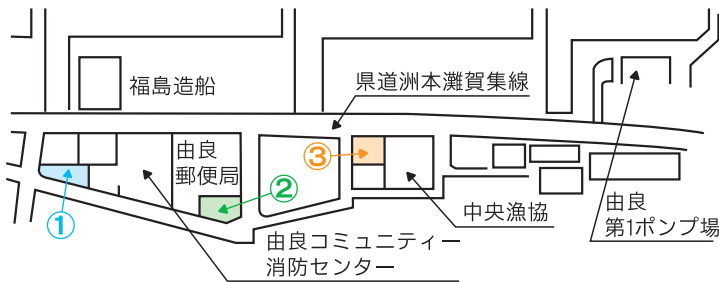 福島造船
県道洲本灘賀集線
由良
郵便局
①
②
③
中央漁協
由良
第1ポンプ場
由良コミュニティー
消防センター